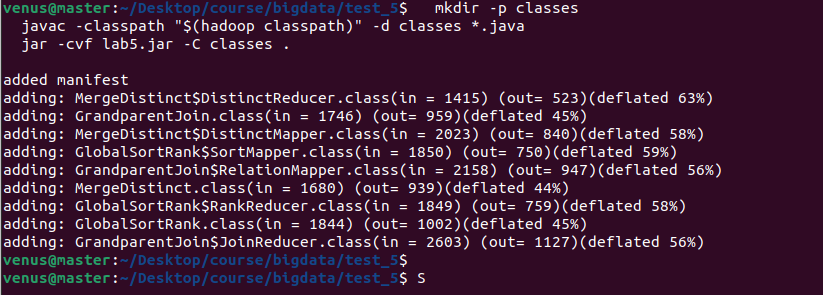 venus@master:~/Desktop/course/bigdata/test_5$   mkdir -p classes
  javac -classpath "$(hadoop classpath)" -d classes *.java
  jar -cvf lab5.jar -C classes .
added manifest
adding: MergeDistinct$DistinctReducer.class(in = 1415) (out= 523)(deflated 63%)
adding: GrandparentJoin.class(in = 1746) (out= 959)(deflated 45%)
adding: MergeDistinct$DistinctMapper.class(in = 2023) (out= 840)(deflated 58%)
adding: GlobalSortRank$SortMapper.class(in = 1850) (out= 750)(deflated 59%)
adding: GrandparentJoin$RelationMapper.class(in = 2158) (out= 947)(deflated 56%)
adding: MergeDistinct.class(in = 1680) (out= 939)(deflated 44%)
adding: GlobalSortRank$RankReducer.class(in = 1849) (out= 759)(deflated 58%)
adding: GlobalSortRank.class(in = 1844) (out= 1002)(deflated 45%)
adding: GrandparentJoin$JoinReducer.class(in = 2603) (out= 1127)(deflated 56%)
venus@master:~/Desktop/course/bigdata/test_5$
venus@master:~/Desktop/course/bigdata/test_5$ S